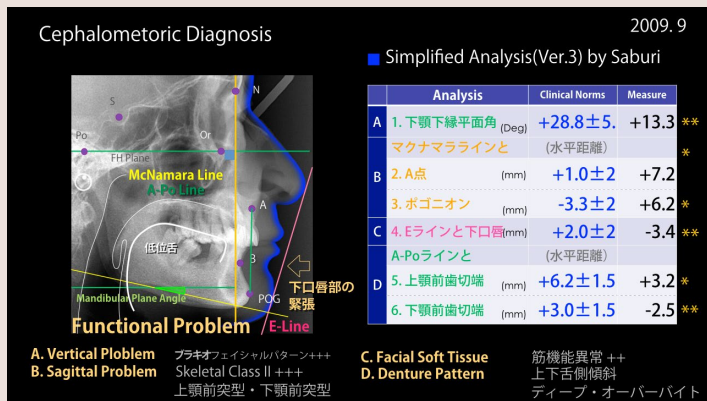 2009. 9
Cephalometoric Diagnosis
■ Simplified Analysis(Ver.3) by Saburi
Analysis Clinical Norms Measure
A 1. 下顎下縁平面角 (Deg) +28.8±5. +13.3 **
マクナマララインと (水平距離) *
B 2. A点 (mm) +1.0±2 +7.2
3. ポゴニオン (mm) -3.3±2 +6.2 *
C 4. Eラインと下口唇(mm) +2.0±2 -3.4 **
A-Poラインと (水平距離)
D 5. 上顎前歯切端 (mm) +6.2±1.5 +3.2 *
6. 下顎前歯切端 (mm) +3.0±1.5 -2.5 **
N
S
Po
Or
FH Plane
McNamara Line
A-Po Line
A
低位舌
B
下口唇部の
緊張
Mandibular Plane Angle
POG
Functional Problem
E-Line
A. Vertical Ploblem ブラキオフェイシャルパターン+++
B. Sagittal Problem Skeletal Class II +++
上顎前突型・下顎前突型
C. Facial Soft Tissue 筋機能異常 ++
D. Denture Pattern 上下舌側傾斜
ディープ・オーバーバイト